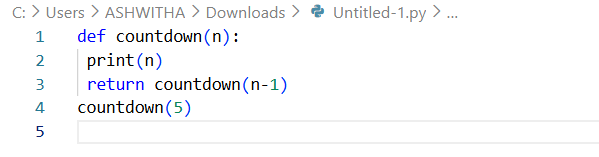 C: > Users > ASHWITHA > Downloads > Untitled-1.py > ...
1 def countdown(n):
2 print(n)
3 return countdown(n-1)
4 countdown(5)
5